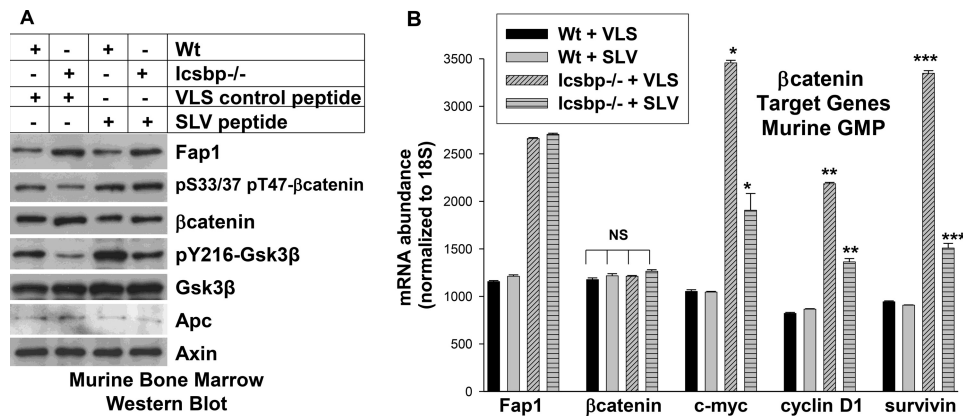 A
+ - + - Wt
- + - + Icsbp-/-
+ + - - VLS control peptide
- - + + SLV peptide
Fap1
pS33/37 pT47-βcatenin
βcatenin
pY216-Gsk3β
Gsk3β
Apc
Axin
Murine Bone Marrow
Western Blot
B
Wt + VLS
Wt + SLV
Icsbp-/- + VLS
Icsbp-/- + SLV
βcatenin
Target Genes
Murine GMP
mRNA abundance
(normalized to 18S)
3500
3000
2500
2000
1500
1000
500
0
NS
*
*
**
**
***
***
Fap1 βcatenin c-myc cyclin D1 survivin